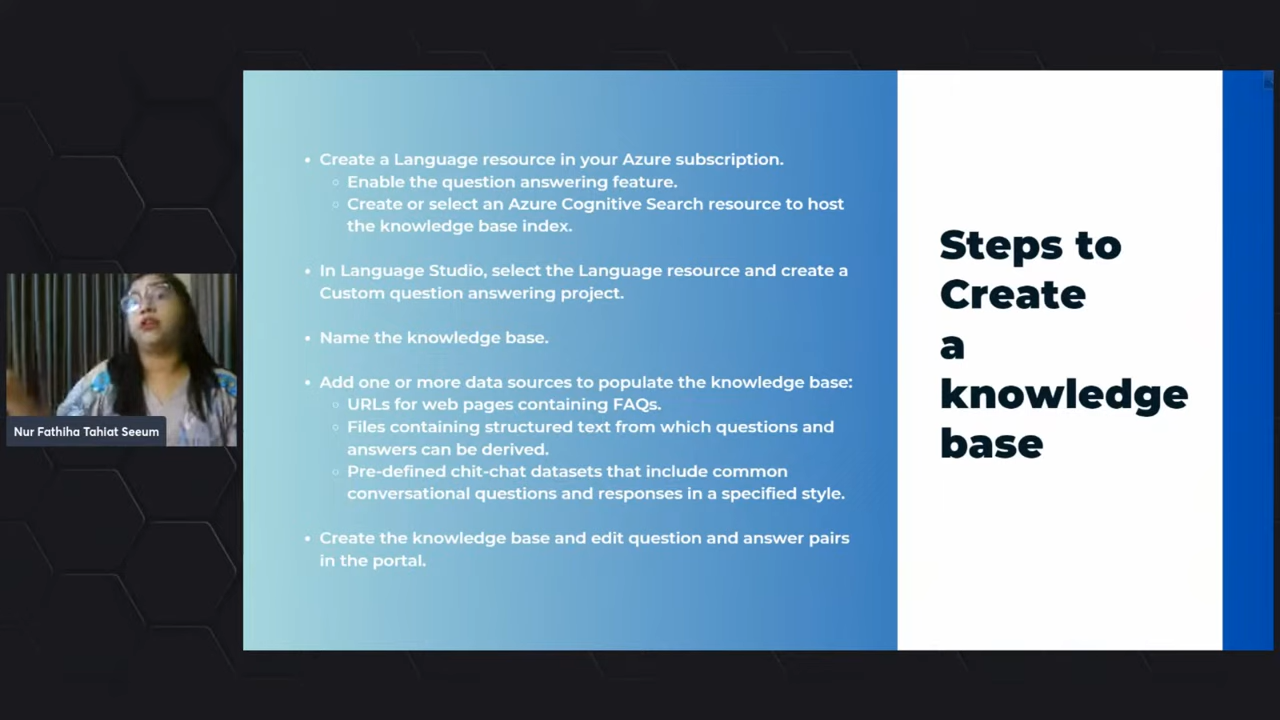 Create a Language resource in your Azure subscription.
Enable the question answering feature.
Create or select an Azure Cognitive Search resource to host
the knowledge base index.
In Language Studio, select the Language resource and create a
Custom question answering project.
Name the knowledge base.
Add one or more data sources to populate the knowledge base:
URLs for web pages containing FAQs.
Files containing structured text from which questions and
answers can be derived.
Pre-defined chit-chat datasets that include common
conversational questions and responses in a specified style.
Create the knowledge base and edit question and answer pairs
in the portal.
Steps to
Create
a
knowledge
base
Nur Fathiha Tahiat Seeum